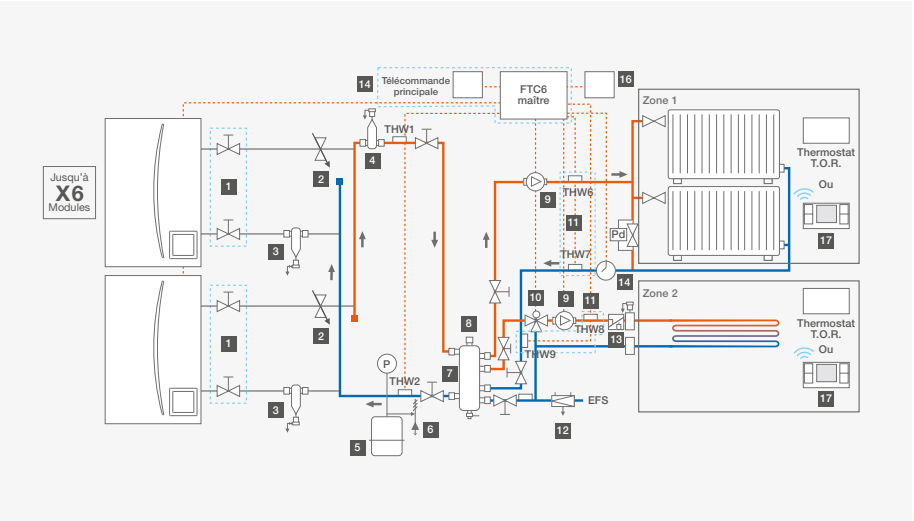 14
Télécommande
principale
FTC6
maître
16
Zone 1
THW1
4
Thermostat
T.O.R.
Ou
17
Jusqu'à
X6
Modules
1
2
3
9
THW6
11
Pd
THW7
14
1
2
3
8
10
9
11
THW8
13
THW9
Zone 2
Thermostat
T.O.R.
Ou
17
P
THW2
7
5
6
EFS
12